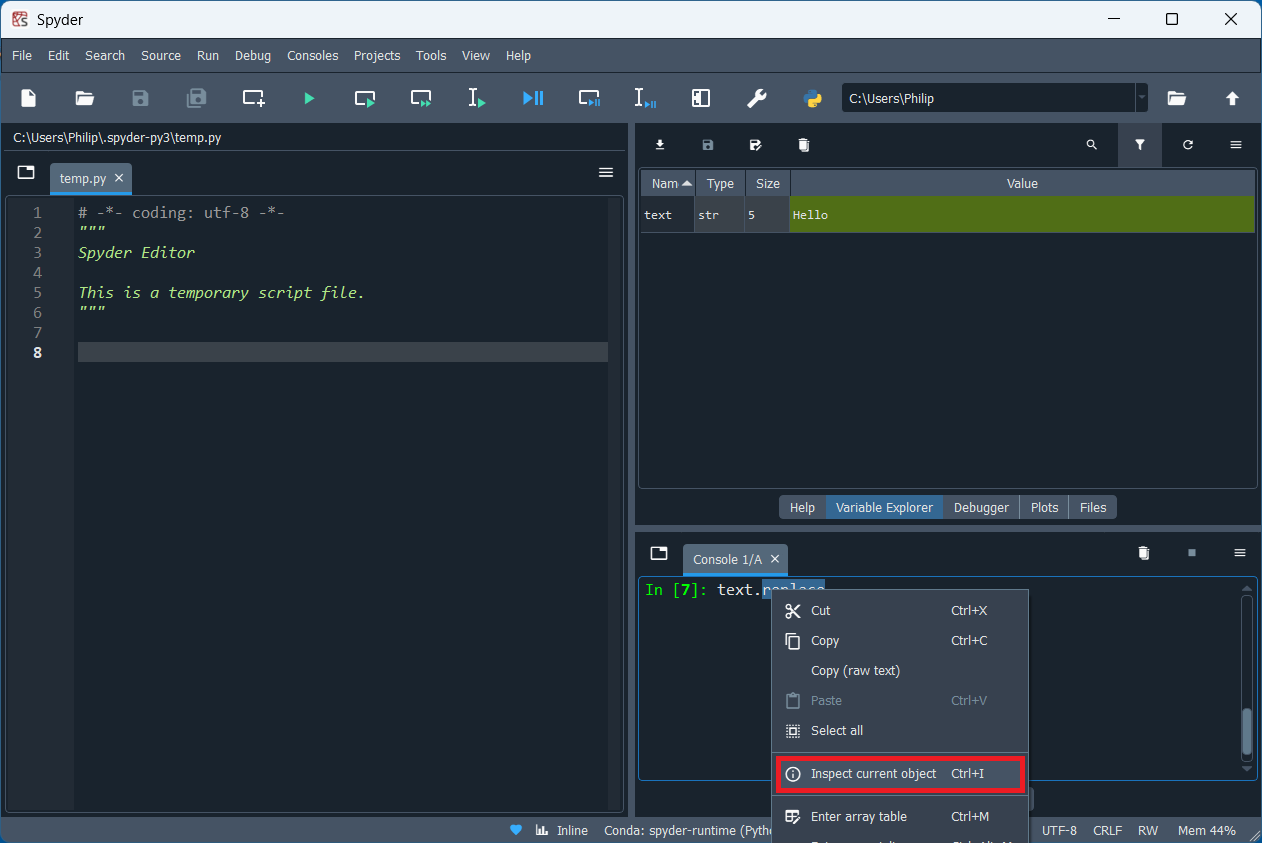 Spyder
File Edit Search Source Run Debug Consoles Projects Tools View Help
C:\Users\Philip
C:\Users\Philip\.spyder-py3\temp.py
temp.py
1 # -*- coding: utf-8 -*-
2 """
3 Spyder Editor
4
5 This is a temporary script file.
6 """
7
8
Nam Type Size Value
text str 5 Hello
Help Variable Explorer Debugger Plots Files
Console 1/A
In [7]: text.replace
Cut Ctrl+X
Copy Ctrl+C
Copy (raw text)
Paste Ctrl+V
Select all
Inspect current object Ctrl+I
Enter array table Ctrl+M
Inline Conda: spyder-runtime (Pyth UTF-8 CRLF RW Mem 44%